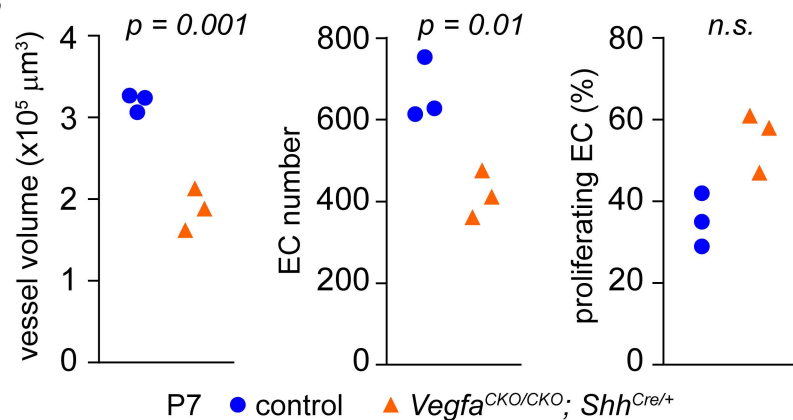 p = 0.001
p = 0.01
n.s.
vessel volume (x10⁵ µm³)
4
3
2
1
0
EC number
800
600
400
200
0
proliferating EC (%)
80
60
40
20
0
P7 ● control ▲ Vegfa^CKO/CKO; Shh^Cre/+